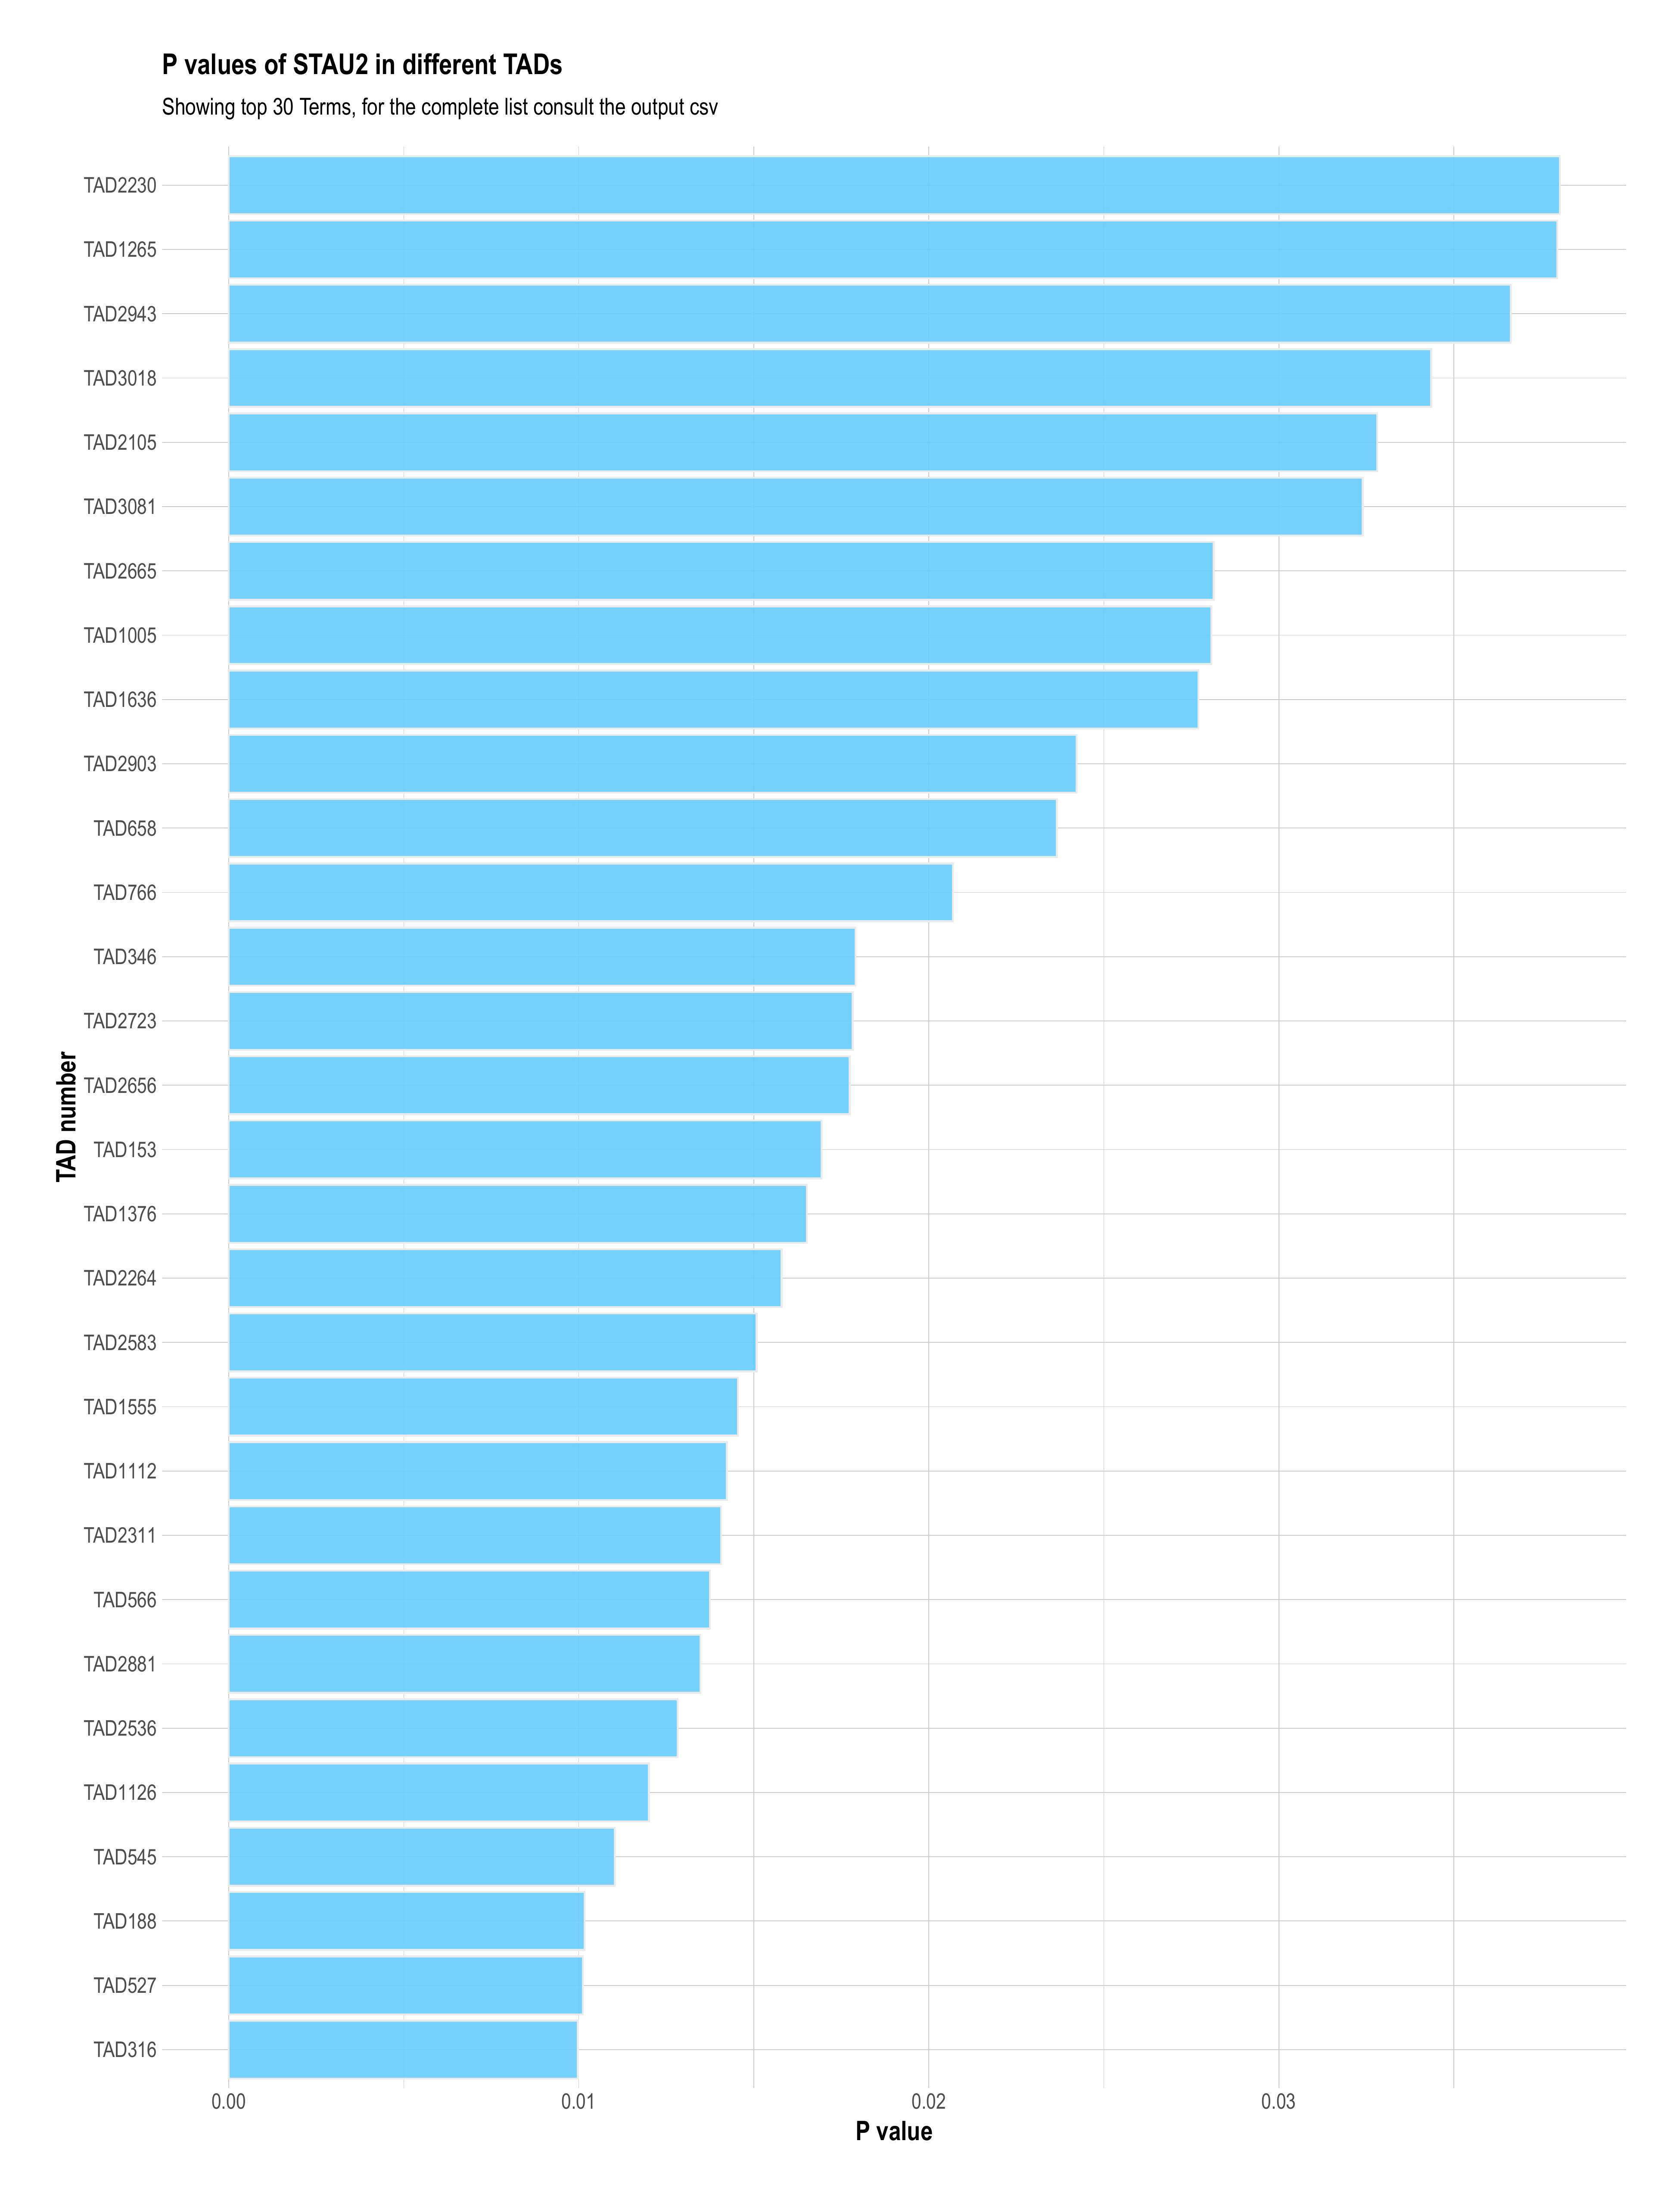 P values of STAU2 in different TADs
Showing top 30 Terms, for the complete list consult the output csv
TAD number
TAD2230
TAD1265
TAD2943
TAD3018
TAD2105
TAD3081
TAD2665
TAD1005
TAD1636
TAD2903
TAD658
TAD766
TAD346
TAD2723
TAD2656
TAD153
TAD1376
TAD2264
TAD2583
TAD1555
TAD1112
TAD2311
TAD566
TAD2881
TAD2536
TAD1126
TAD545
TAD188
TAD527
TAD316
0.00 0.01 0.02 0.03
P value